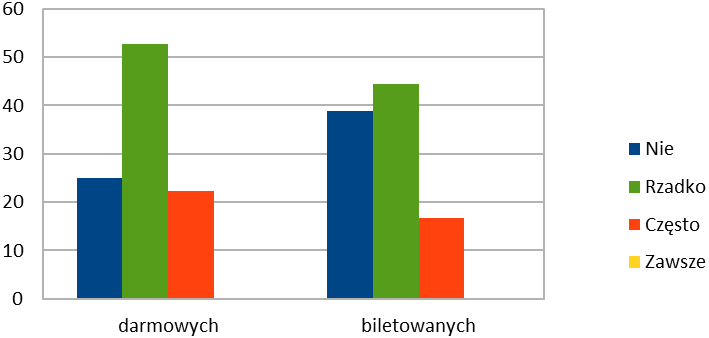 60
50
40
30
20
10
0
darmowych
biletowanych
Nie
Rzadko
Często
Zawsze